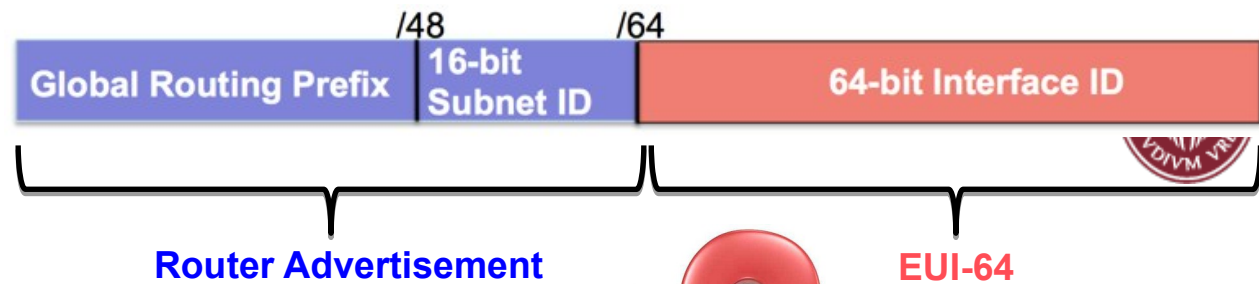 /48 /64
Global Routing Prefix
16-bit
Subnet ID
64-bit Interface ID
Router Advertisement
EUI-64